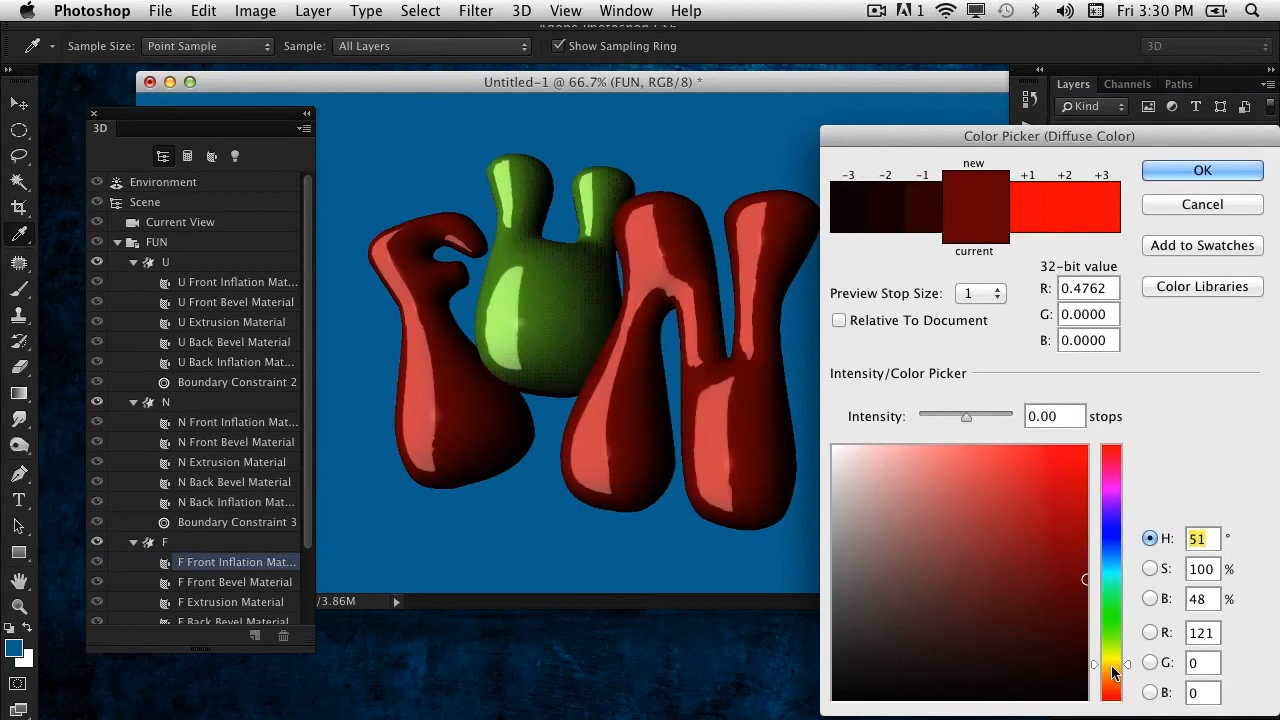 Photoshop File Edit Image Layer Type Select Filter 3D View Window Help 1 Fri 3:30 PM
Sample Size: Point Sample Sample: All Layers Show Sampling Ring 3D
Untitled-1 @ 66.7% (FUN, RGB/8) *
Layers Channels Paths
Kind
3D
Environment
Scene
Current View
FUN
U
U Front Inflation Mat...
U Front Bevel Material
U Extrusion Material
U Back Bevel Material
U Back Inflation Mat...
Boundary Constraint 2
N
N Front Inflation Mat...
N Front Bevel Material
N Extrusion Material
N Back Bevel Material
N Back Inflation Mat...
Boundary Constraint 3
F
F Front Inflation Mat...
F Front Bevel Material
F Extrusion Material
F Back Bevel Material
FUN
/3.86M
Color Picker (Diffuse Color)
new
-3 -2 -1 +1 +2 +3
current
OK
Cancel
Add to Swatches
Color Libraries
32-bit value
R: 0.4762
G: 0.0000
B: 0.0000
Preview Stop Size: 1
Relative To Document
Intensity/Color Picker
Intensity: 0.00 stops
H: 51 °
S: 100 %
B: 48 %
R: 121
G: 0
B: 0